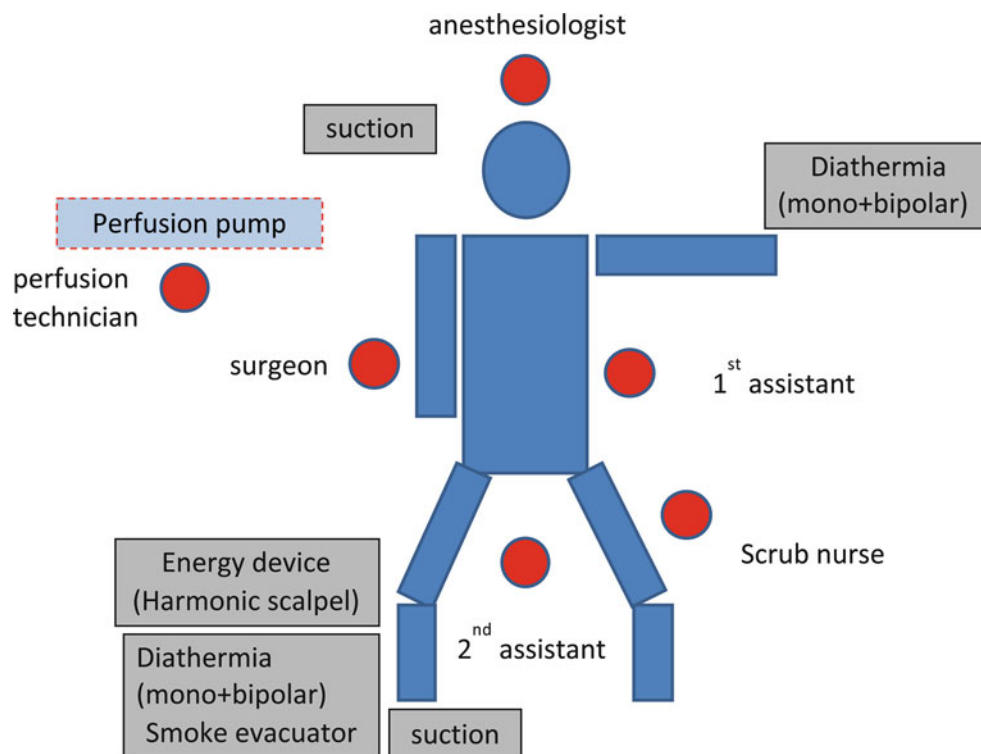 anesthesiologist
suction
Diathermia
(mono+bipolar)
Perfusion pump
perfusion
technician
surgeon
1st assistant
Scrub nurse
Energy device
(Harmonic scalpel)
2nd assistant
Diathermia
(mono+bipolar)
Smoke evacuator
suction